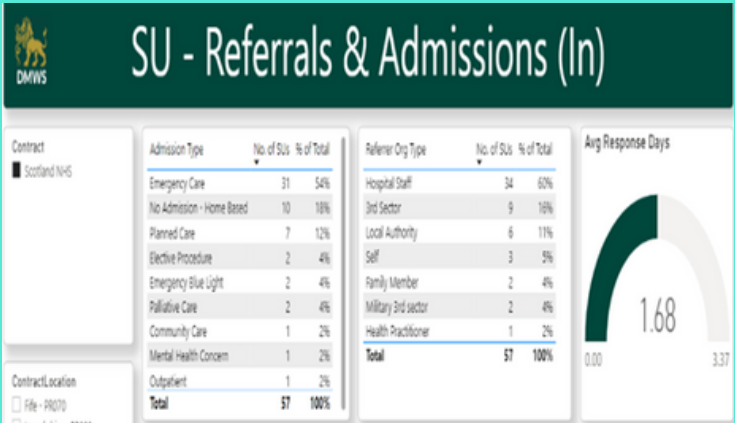 DMWS
SU - Referrals & Admissions (In)
Contract
Scotland NHS
Admission Type No. of SUs % of Total
Emergency Care 31 54%
No Admission - Home Based 10 18%
Planned Care 7 12%
Elective Procedure 2 4%
Emergency Blue Light 2 4%
Palliative Care 2 4%
Community Care 1 2%
Mental Health Concern 1 2%
Outpatient 1 2%
Total 57 100%
Referrer Org Type No. of SUs % of Total
Hospital Staff 34 60%
3rd Sector 9 16%
Local Authority 6 11%
Self 3 5%
Family Member 2 4%
Military 3rd sector 2 4%
Health Practitioner 1 2%
Total 57 100%
Avg Response Days
1.68
0.00 3.37
ContractLocation
Fife - PR070